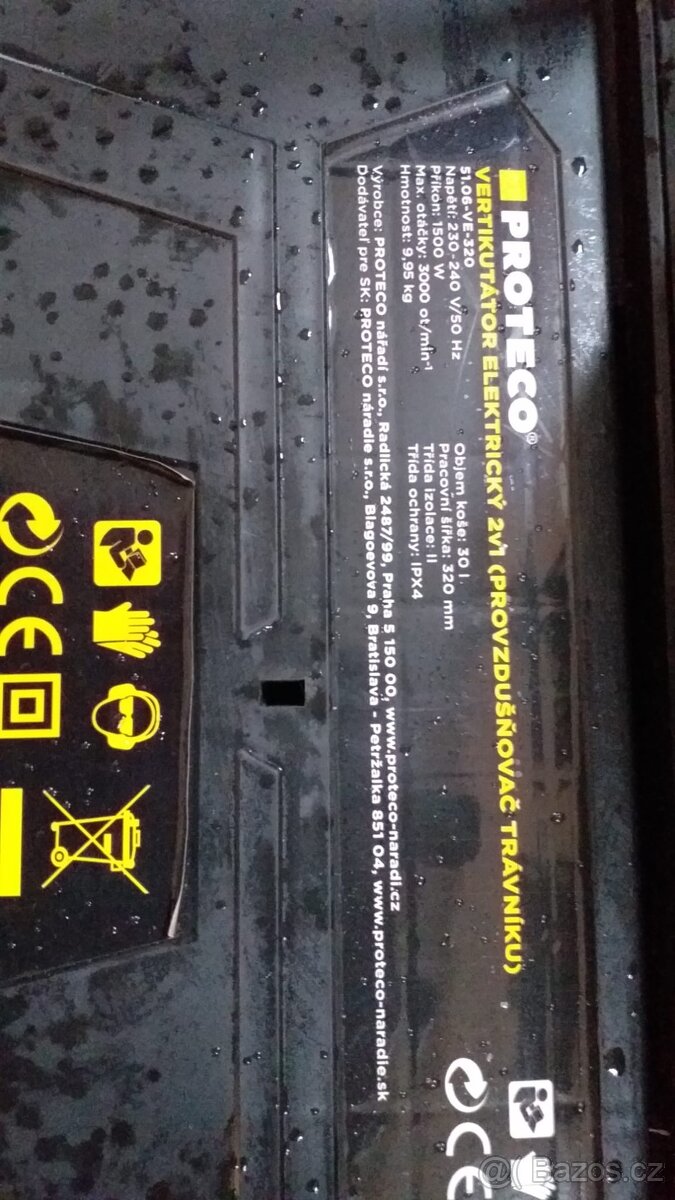 PROTECO®
VERTIKUTÁTOR ELEKTRICKÝ 2v1 (PROVZDUŠŇOVAČ TRÁVNÍKU)
51.06-VE-320
Napětí: 230-240 V/50 Hz
Příkon: 1500 W
Max. otáčky: 3000 ot/min-¹
Hmotnost: 9,95 kg
Objem koše: 30 l.
Pracovní šířka: 320 mm
Třída izolace: II
Třída ochrany: IPX4
Výrobce: PROTECO nářadí s.r.o., Radlická 2487/99, Praha 5 150 00, www.proteco-naradi.cz
Dodávateľ pre SK: PROTECO náradie s.r.o., Blagoevova 9, Bratislava - Petržalka 851 04, www.proteco-naradie.sk
CE
CE
@( Bazos.cz